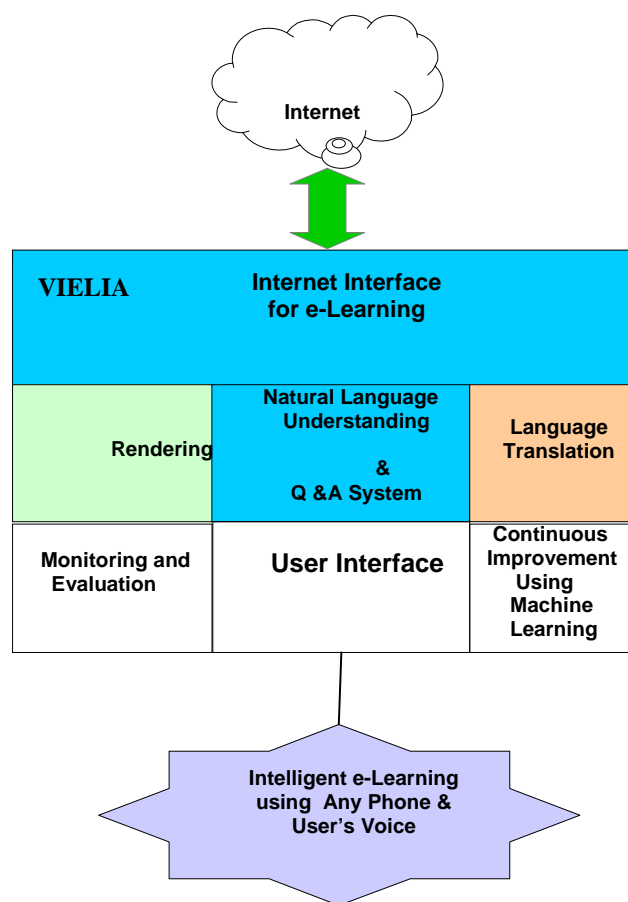 Internet
VIELIA
Internet Interface
for e-Learning
Rendering
Natural Language
Understanding
&
Q &A System
Language
Translation
Monitoring and
Evaluation
User Interface
Continuous
Improvement
Using
Machine
Learning
Intelligent e-Learning
using Any Phone &
User's Voice